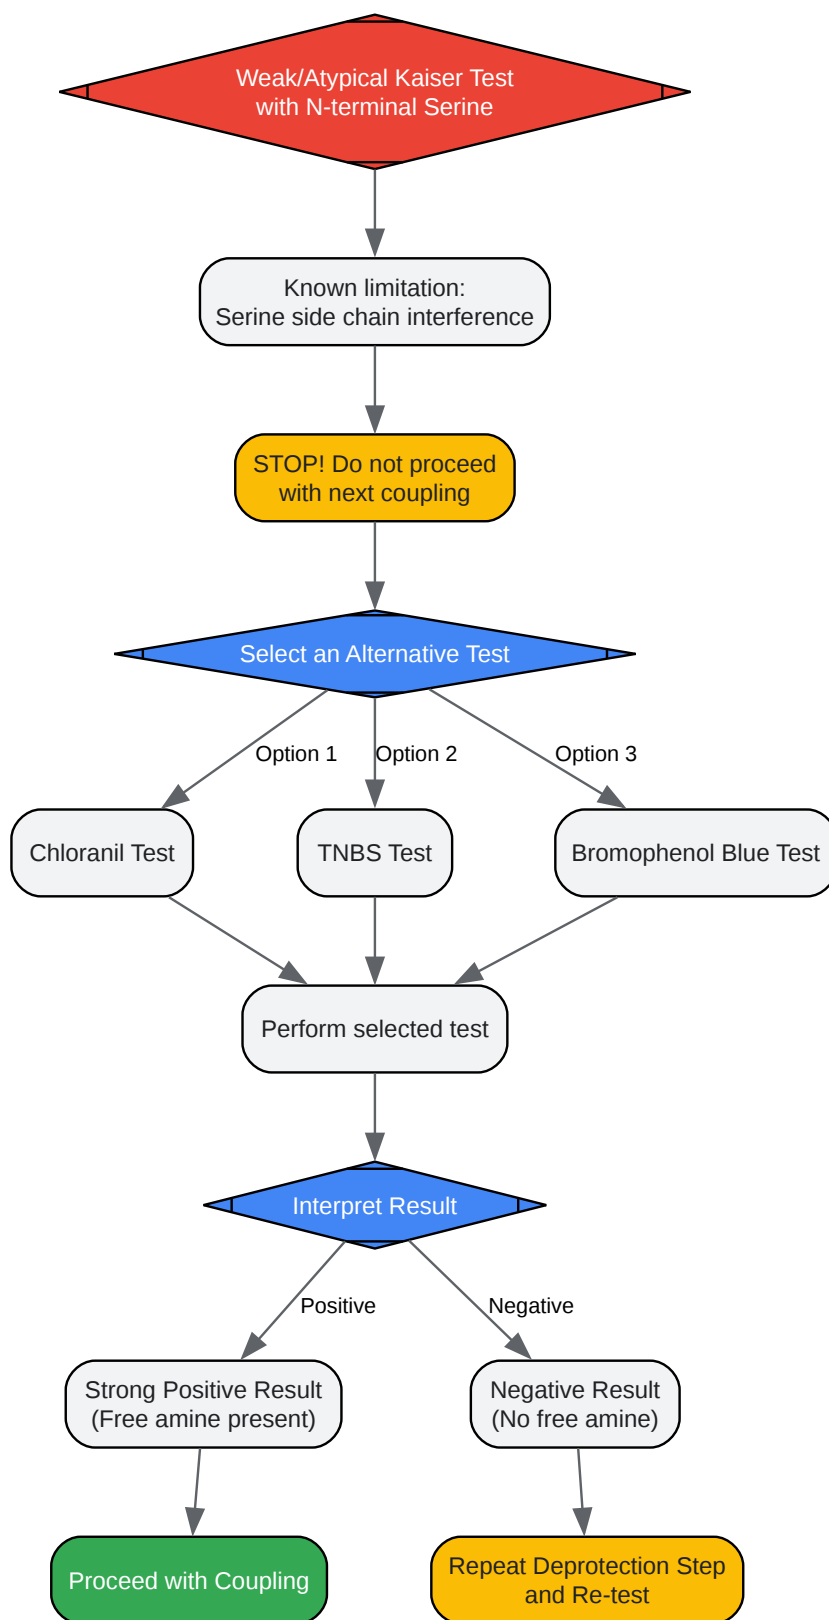 Weak/Atypical Kaiser Test
with N-terminal Serine
Known limitation:
Serine side chain interference
STOP! Do not proceed
with next coupling
Select an Alternative Test
Option 1
Option 2
Option 3
Chloranil Test
TNBS Test
Bromophenol Blue Test
Perform selected test
Interpret Result
Positive
Negative
Strong Positive Result
(Free amine present)
Negative Result
(No free amine)
Proceed with Coupling
Repeat Deprotection Step
and Re-test